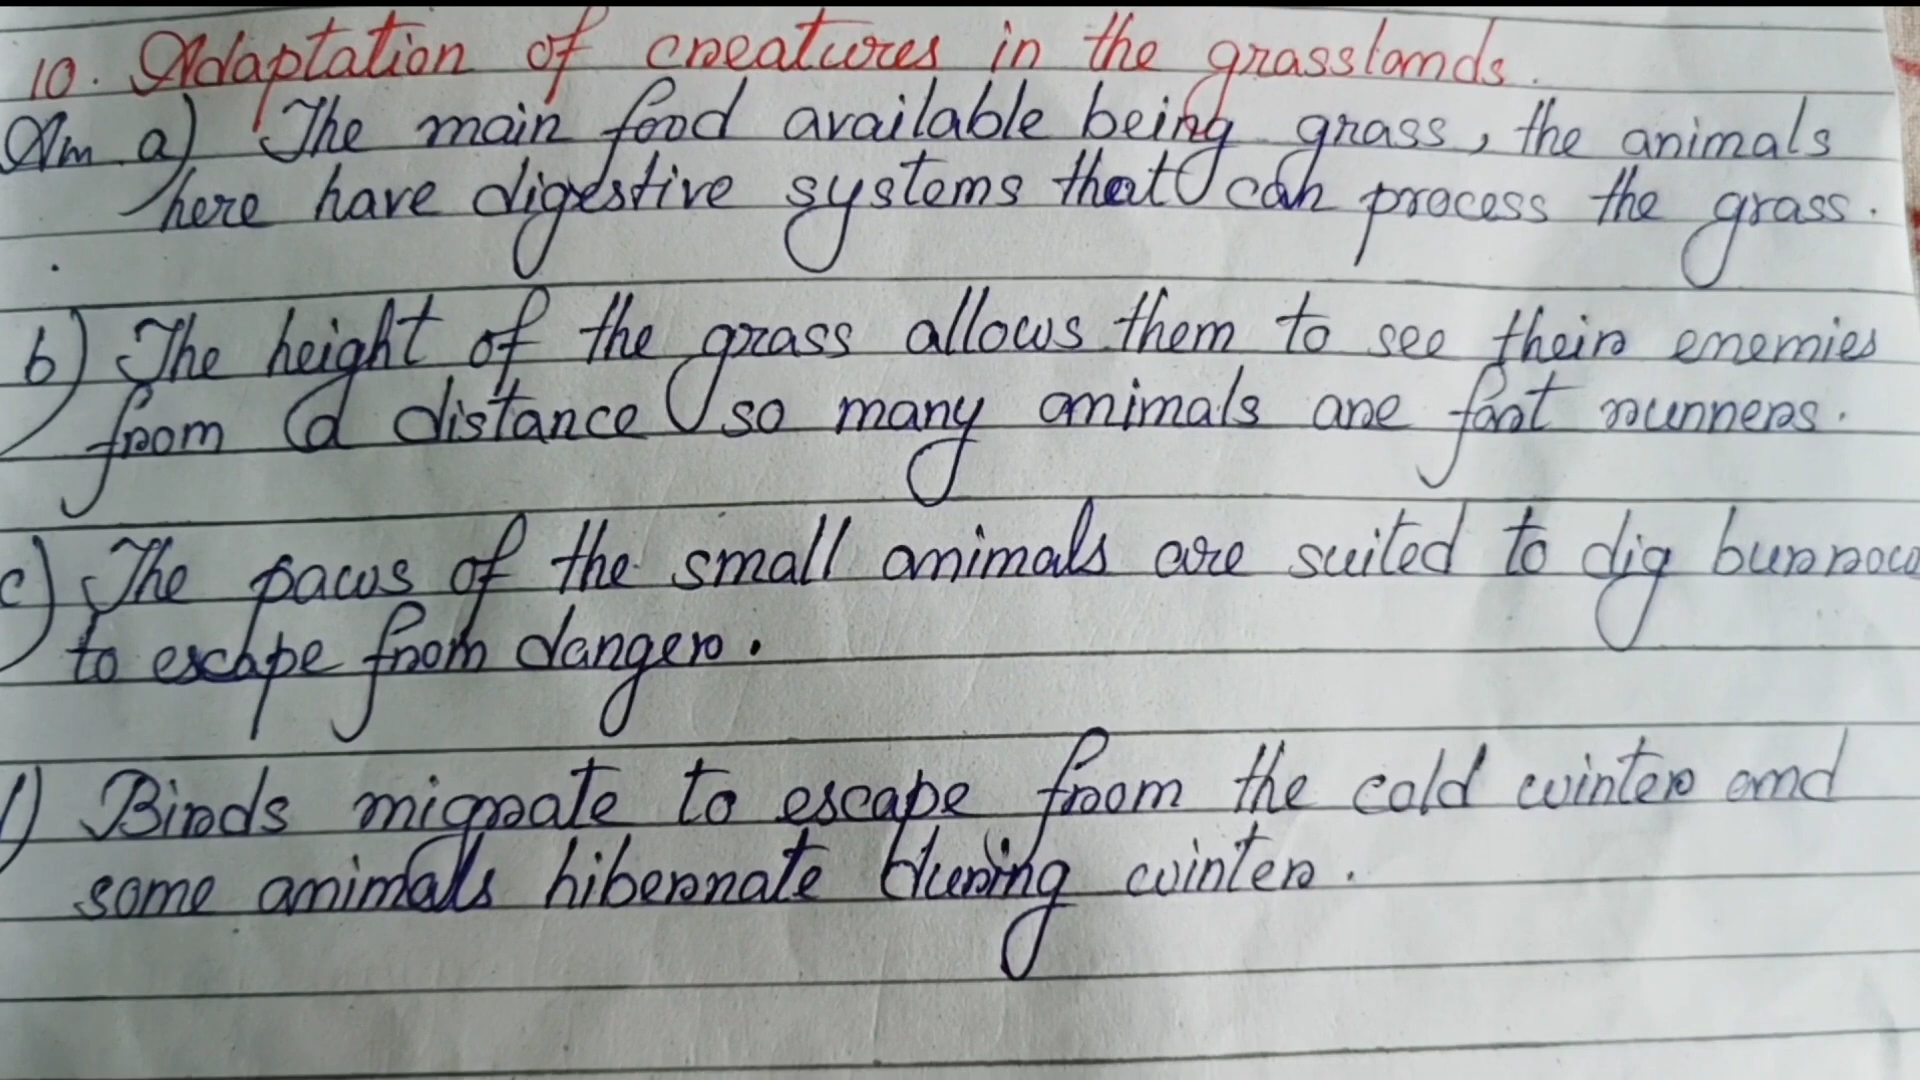 10. Adaptation of creatures in the grasslands.
Ans a) The main food available being grass, the animals
here have digestive systems that can process the grass.
b) The height of the grass allows them to see their enemies
from a distance so many animals are fast runners.
c) The paws of the small animals are suited to dig burrow
to escape from danger.
) Birds migrate to escape from the cold winter and
some animals hibernate during winter.